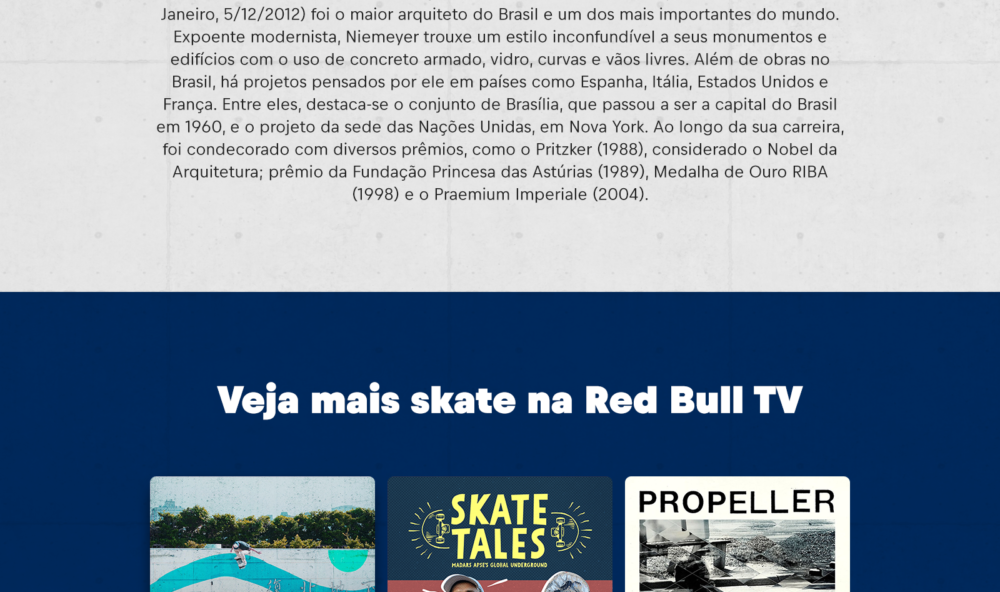 Janeiro, 5/12/2012) foi o maior arquiteto do Brasil e um dos mais importantes do mundo.
Expoente modernista, Niemeyer trouxe um estilo inconfundível a seus monumentos e
edifícios com o uso de concreto armado, vidro, curvas e vãos livres. Além de obras no
Brasil, há projetos pensados por ele em países como Espanha, Itália, Estados Unidos e
França. Entre eles, destaca-se o conjunto de Brasília, que passou a ser a capital do Brasil
em 1960, e o projeto da sede das Nações Unidas, em Nova York. Ao longo da sua carreira,
foi condecorado com diversos prêmios, como o Pritzker (1988), considerado o Nobel da
Arquitetura; prêmio da Fundação Princesa das Astúrias (1989), Medalha de Ouro RIBA
(1998) e o Praemium Imperiale (2004).
Veja mais skate na Red Bull TV
SKATE
TALES
MADARS APSE'S GLOBAL UNDERGROUND
PROPELLER